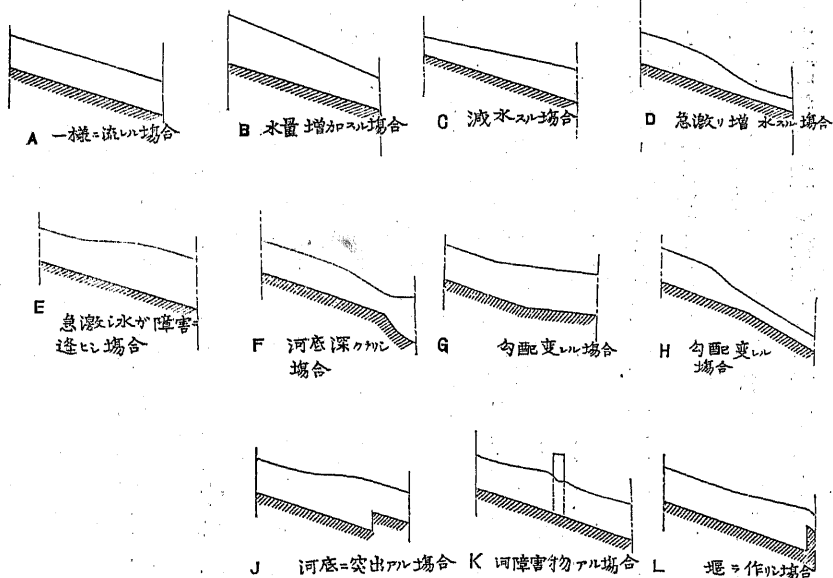 A 一様ニ流レル場合
B 水量増加スル場合
C 減水スル場合
D 急激リ増水スル場合
E 急激シ水ガ障害ニ
逢ヒシ場合
F 河底深クナリシ
場合
G 勾配変レル場合
H 勾配変レル
場合
J 河底ニ突出アル場合
K 河障害物アル場合
L 堰ヲ作リシ場合